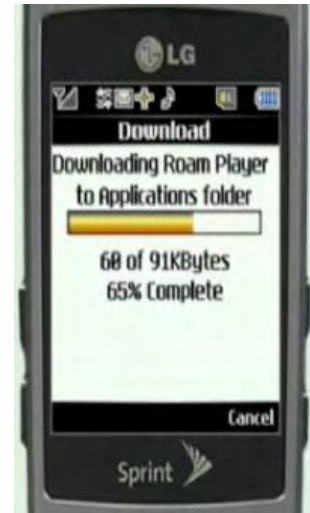 LG
Download
Downloading Roam Player
to Applications folder
60 of 91KBytes
65% Complete
Cancel
Sprint